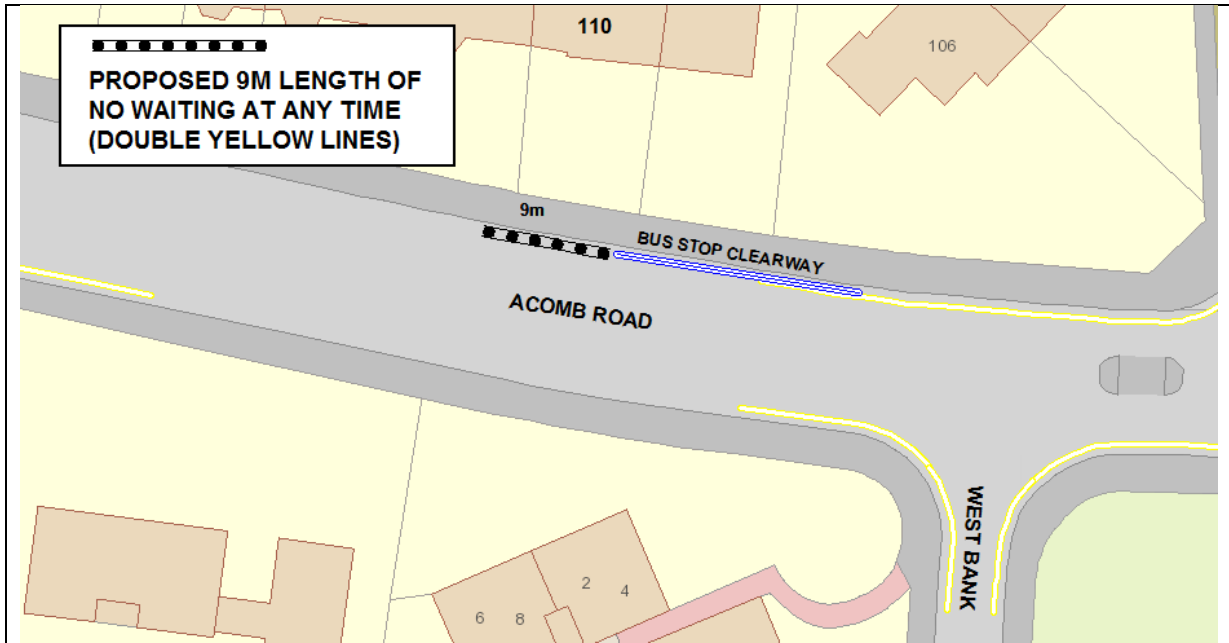 110
106
PROPOSED 9M LENGTH OF
NO WAITING AT ANY TIME
(DOUBLE YELLOW LINES)
9m
BUS STOP CLEARWAY
ACOMB ROAD
WEST BANK
2
4
6
8